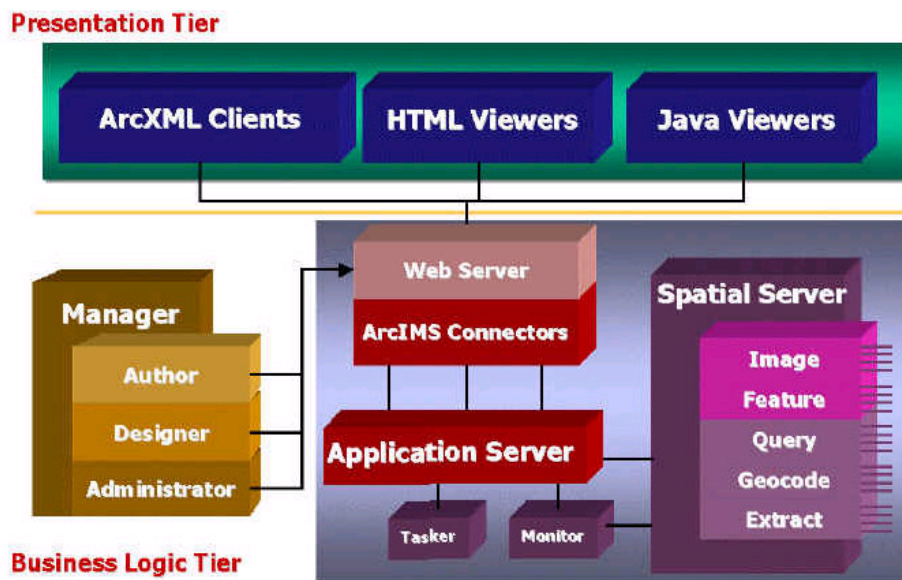 Presentation Tier
ArcXML Clients
HTML Viewers
Java Viewers
Manager
Author
Designer
Administrator
Web Server
ArcIMS Connectors
Application Server
Tasker
Monitor
Spatial Server
Image
Feature
Query
Geocode
Extract
Business Logic Tier